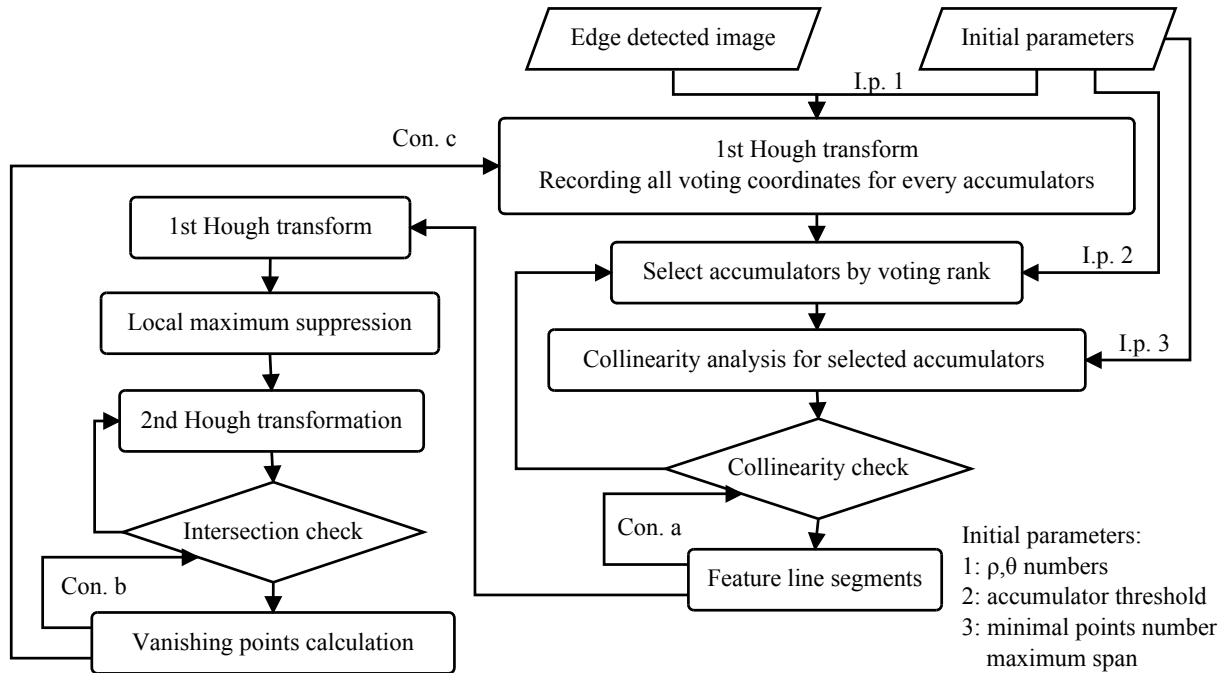 Edge detected image
Initial parameters
I.p. 1
Con. c
1st Hough transform
Recording all voting coordinates for every accumulators
1st Hough transform
Select accumulators by voting rank
I.p. 2
Local maximum suppression
Collinearity analysis for selected accumulators
I.p. 3
2nd Hough transformation
Collinearity check
Intersection check
Con. a
Con. b
Feature line segments
Vanishing points calculation
Initial parameters:
1: ρ,θ numbers
2: accumulator threshold
3: minimal points number
maximum span